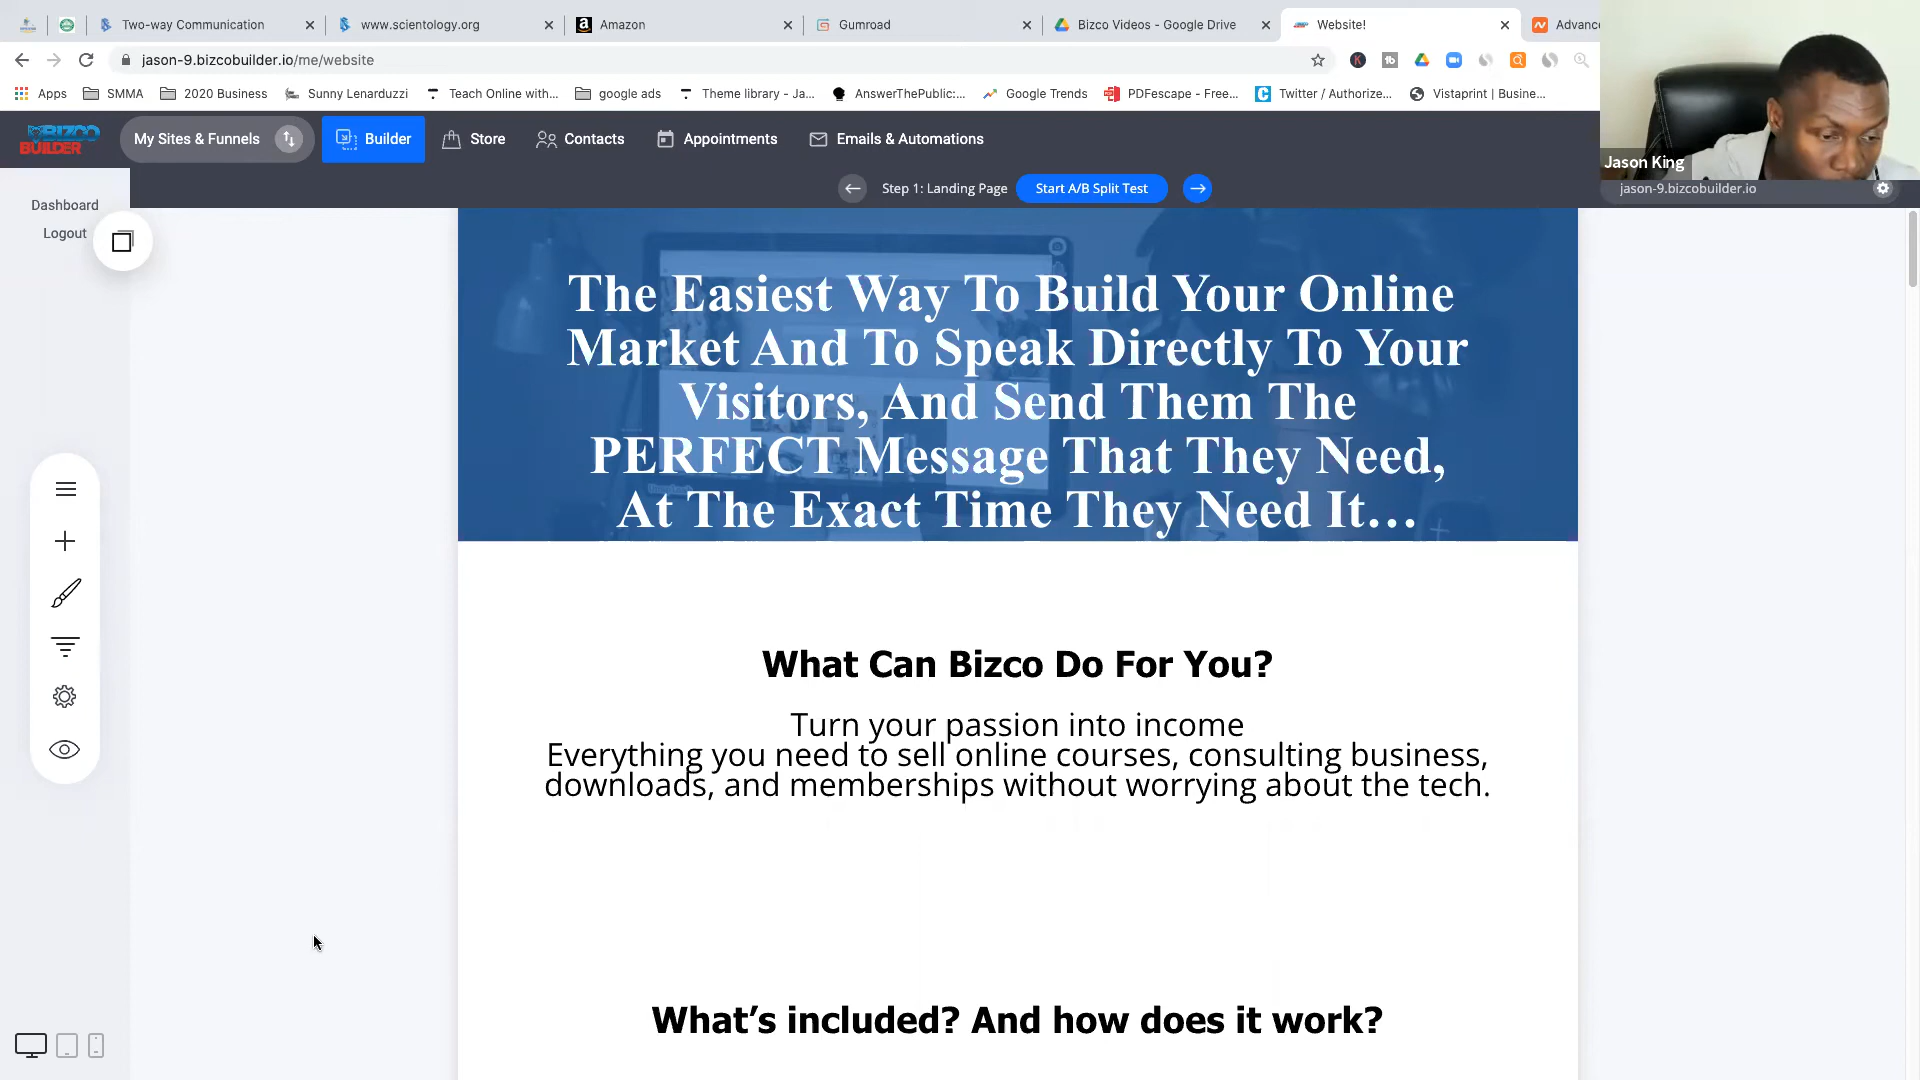 Two-way Communication
www.scientology.org
Amazon
Gumroad
Bizco Videos - Google Drive
Website!
Advanc
jason-9.bizcobuilder.io/me/website
Apps
SMMA
2020 Business
Sunny Lenarduzzi
Teach Online with...
google ads
Theme library - Ja...
AnswerThePublic:...
Google Trends
PDFescape - Free...
Twitter / Authorize...
Vistaprint | Busine...
BIZCO
BUILDER
My Sites & Funnels
Builder
Store
Contacts
Appointments
Emails & Automations
Jason King
Step 1: Landing Page
Start A/B Split Test
jason-9.bizcobuilder.io
Dashboard
Logout
The Easiest Way To Build Your Online
Market And To Speak Directly To Your
Visitors, And Send Them The
PERFECT Message That They Need,
At The Exact Time They Need It...
What Can Bizco Do For You?
Turn your passion into income
Everything you need to sell online courses, consulting business,
downloads, and memberships without worrying about the tech.
What's included? And how does it work?